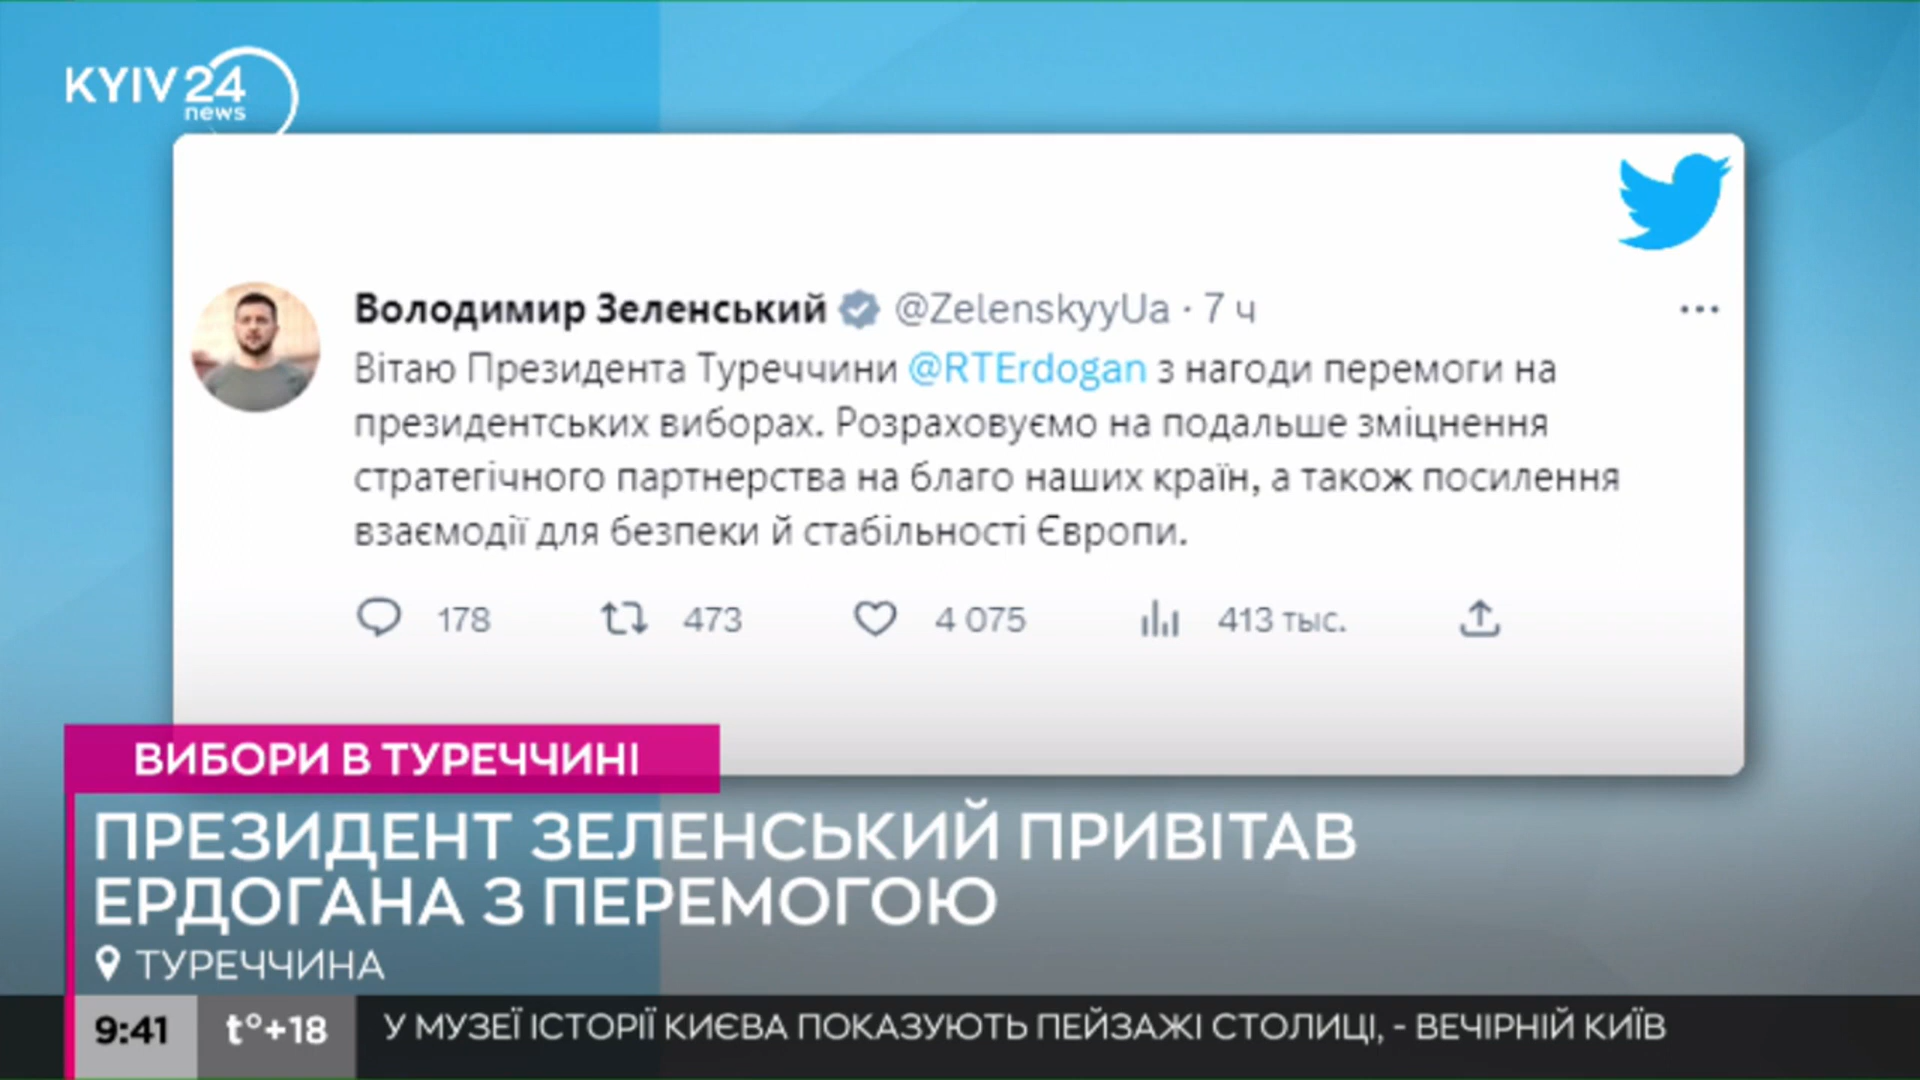 KYIV 24
news
Володимир Зеленський @ZelenskyyUa · 7 ч
Вітаю Президента Туреччини @RTErdogan з нагоди перемоги на
президентських виборах. Розраховуємо на подальше зміцнення
стратегічного партнерства на благо наших країн, а також посилення
взаємодії для безпеки й стабільності Європи.
178 473 4 075 413 тыс.
ВИБОРИ В ТУРЕЧЧИНІ
ПРЕЗИДЕНТ ЗЕЛЕНСЬКИЙ ПРИВІТАВ
ЕРДОГАНА З ПЕРЕМОГОЮ
ТУРЕЧЧИНА
9:41 t°+18 У МУЗЕЇ ІСТОРІЇ КИЄВА ПОКАЗУЮТЬ ПЕЙЗАЖІ СТОЛИЦІ, - ВЕЧІРНІЙ КИЇВ